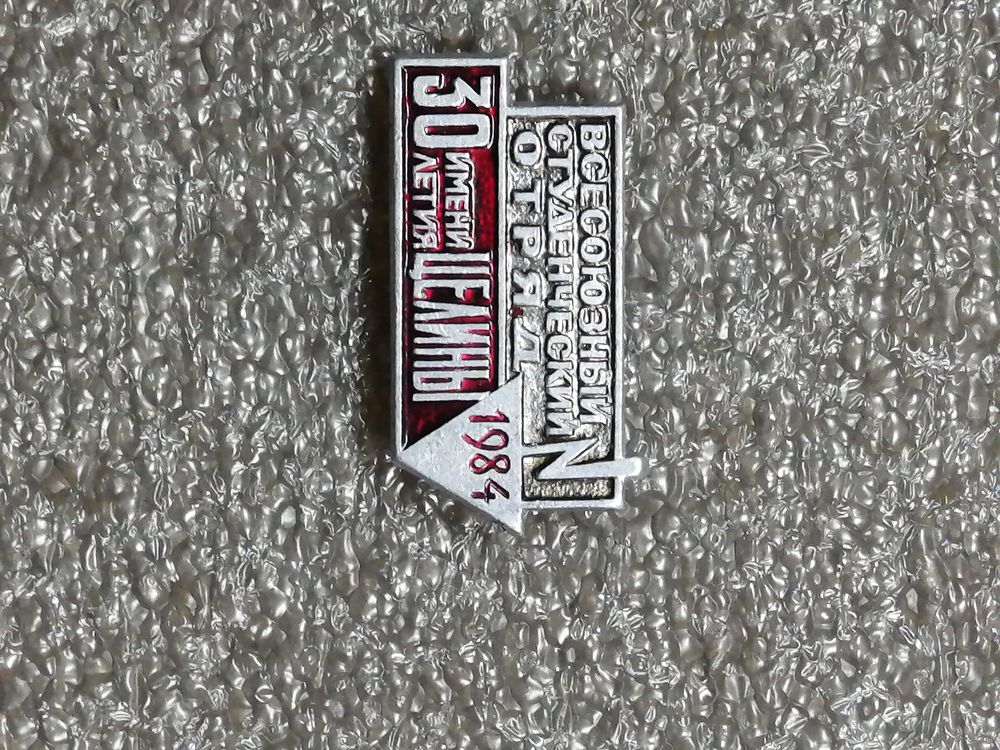 ВСЕСОЮЗНЫЙ
СТУДЕНЧЕСКИЙ
ОТРЯД
1984
30 ИМЕНИ
ЛЕТИЯ
ЦЕЛИНЫ